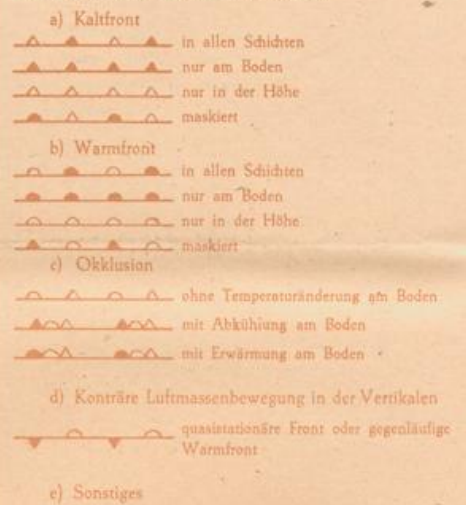 a) Kaltfront
in allen Schichten
nur am Boden
nur in der Höhe
maskiert
b) Warmfront
in allen Schichten
nur am Boden
nur in der Höhe
maskiert
c) Okklusion
ohne Temperaturänderung am Boden
mit Abkühlung am Boden
mit Erwärmung am Boden
d) Konträre Luftmassenbewegung in der Vertikalen
quasistationäre Front oder gegenläufige
Warmfront
e) Sonstiges